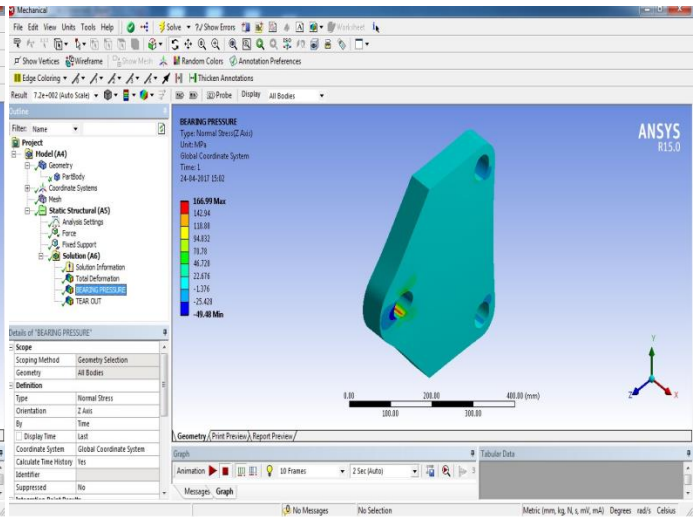 Mechanical
File Edit View Units Tools Help Solve ▾ ?/ Show Errors Worksheet
Show Vertices Wireframe Show Mesh Random Colors Annotation Preferences
Edge Coloring Thicken Annotations
Result 7.2e+002 (Auto Scale) Probe Display All Bodies
Outline
Filter: Name
Project
Model (A4)
Geometry
PartBody
Coordinate Systems
Mesh
Static Structural (A5)
Analysis Settings
Force
Fixed Support
Solution (A6)
Solution Information
Total Deformation
BEARING PRESSURE
TEAR OUT
BEARING PRESSURE
Type: Normal Stress(Z Axis)
Unit: MPa
Global Coordinate System
Time: 1
24-04-2017 15:02
166.99 Max
142.94
118.88
94.832
70.78
46.728
22.676
-1.376
-25.428
-49.48 Min
ANSYS
R15.0
0.00 200.00 400.00 (mm)
100.00 300.00
Y
Z X
Geometry Print Preview Report Preview
Details of "BEARING PRESSURE"
Scope
Scoping Method Geometry Selection
Geometry All Bodies
Definition
Type Normal Stress
Orientation Z Axis
By Time
Display Time Last
Coordinate System Global Coordinate System
Calculate Time History Yes
Identifier
Suppressed No
Integration Point Results
Graph
Animation 10 Frames 2 Sec (Auto) 3
Messages Graph
Tabular Data
No Messages No Selection Metric (mm, kg, N, s, mV, mA) Degrees rad/s Celsius